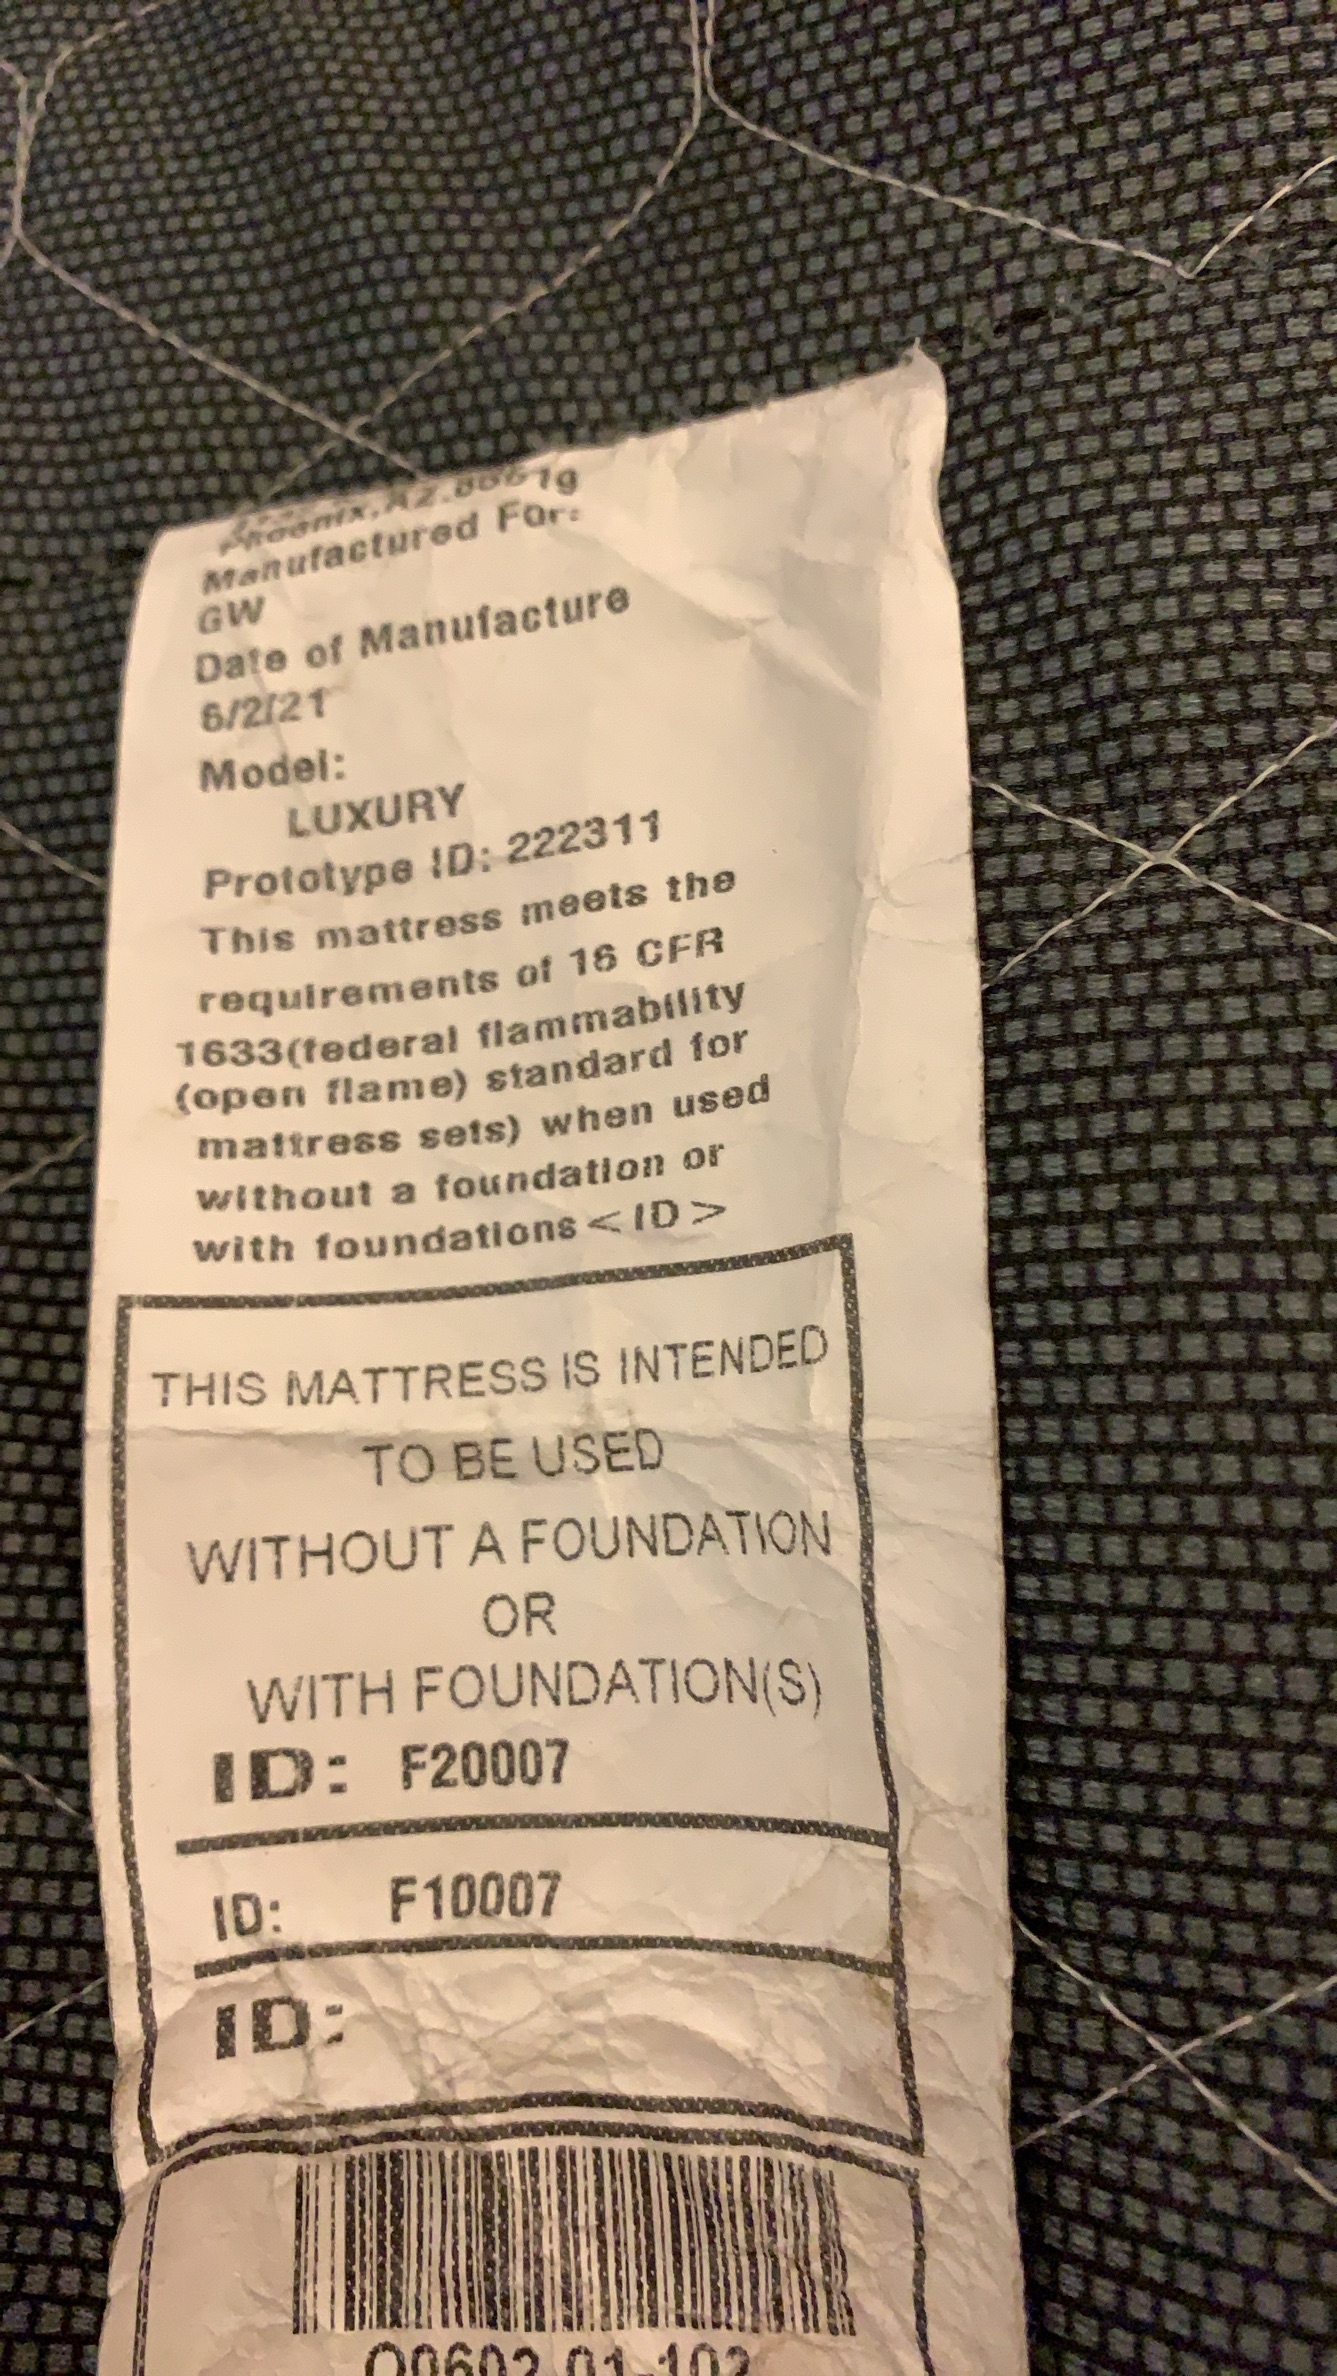 Phoenix, AZ.
Manufactured For:
GW
Date of Manufacture
6/2/21
Model:
LUXURY
Prototype ID: 222311
This mattress meets the
requirements of 16 CFR
1633(federal flammability
(open flame) standard for
mattress sets) when used
without a foundation or
with foundations <ID>
THIS MATTRESS IS INTENDED
TO BE USED
WITHOUT A FOUNDATION
OR
WITH FOUNDATION(S)
ID: F20007
ID: F10007
ID: